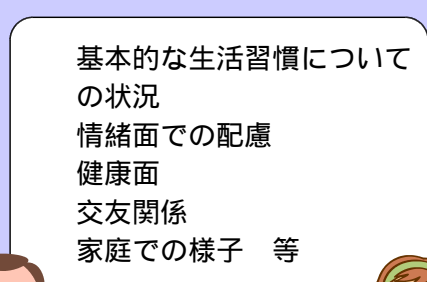 基本的な生活習慣について
の状況
情緒面での配慮
健康面
交友関係
家庭での様子　等